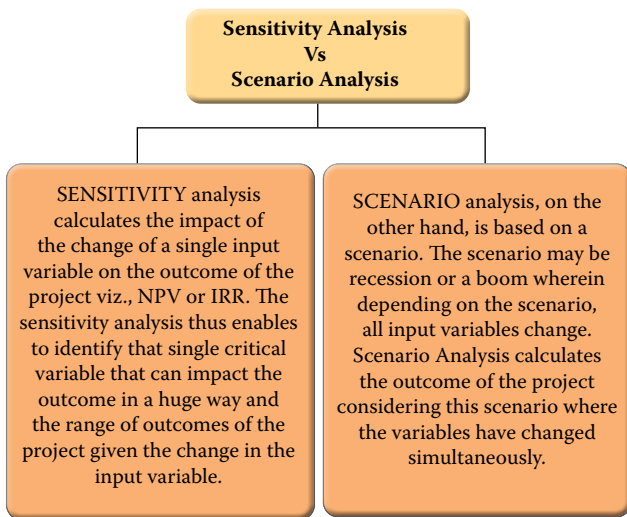 Sensitivity Analysis
Vs
Scenario Analysis
SENSITIVITY analysis
calculates the impact of
the change of a single input
variable on the outcome of the
project viz., NPV or IRR. The
sensitivity analysis thus enables
to identify that single critical
variable that can impact the
outcome in a huge way and
the range of outcomes of the
project given the change in the
input variable.
SCENARIO analysis, on the
other hand, is based on a
scenario. The scenario may be
recession or a boom wherein
depending on the scenario,
all input variables change.
Scenario Analysis calculates
the outcome of the project
considering this scenario where
the variables have changed
simultaneously.